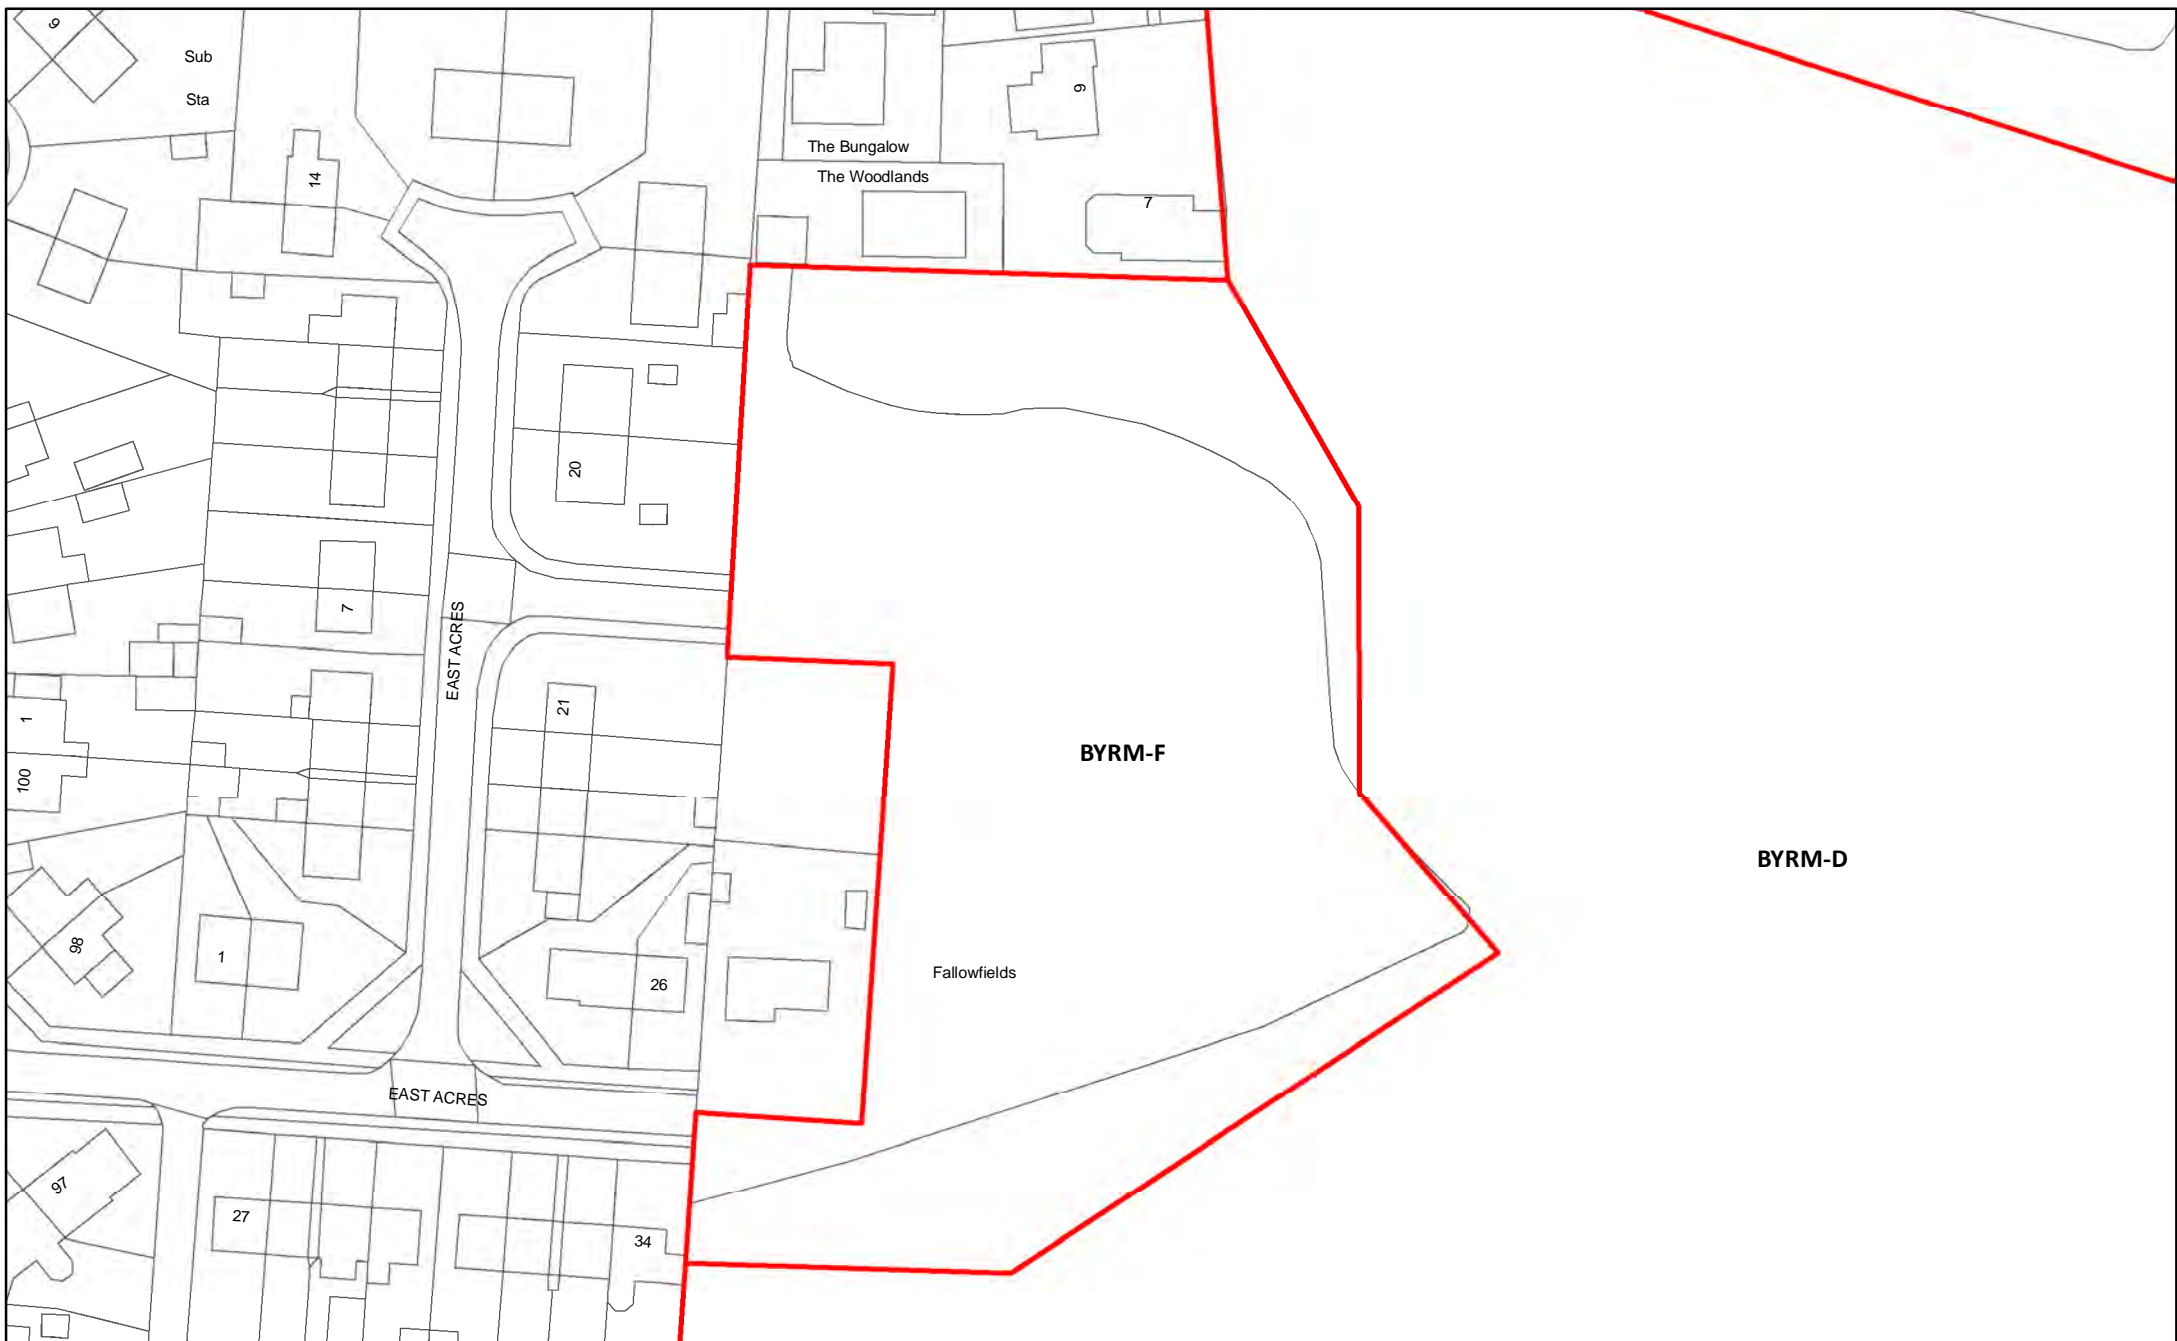 9
Sub
Sta
The Bungalow
The Woodlands
9
14
7
20
7
EAST ACRES
21
1
100
BYRM-F
BYRM-D
98
1
26
Fallowfields
EAST ACRES
97
27
34